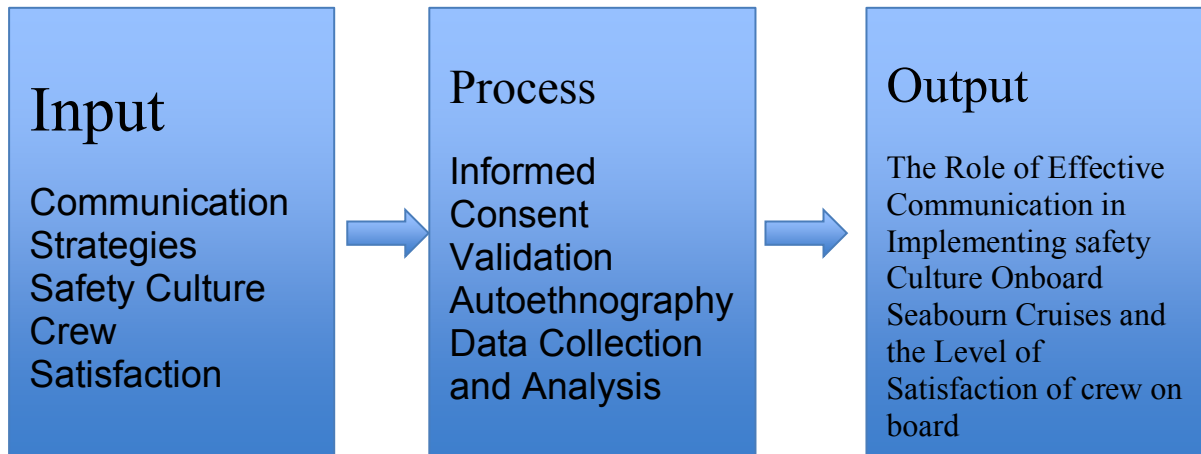 Input
Communication
Strategies
Safety Culture
Crew
Satisfaction
Process
Informed
Consent
Validation
Autoethnography
Data Collection
and Analysis
Output
The Role of Effective
Communication in
Implementing safety
Culture Onboard
Seabourn Cruises and
the Level of
Satisfaction of crew on
board